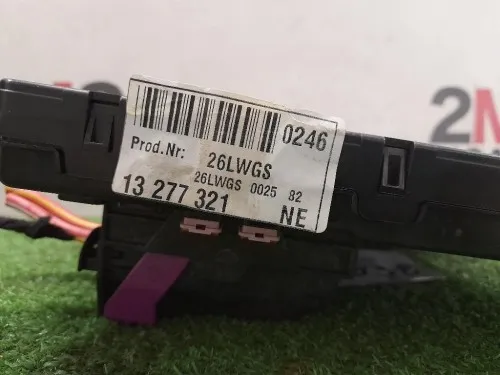 0246
Prod.Nr: 26LWGS
26LWGS 0025 82
13 277 321
NE
2M